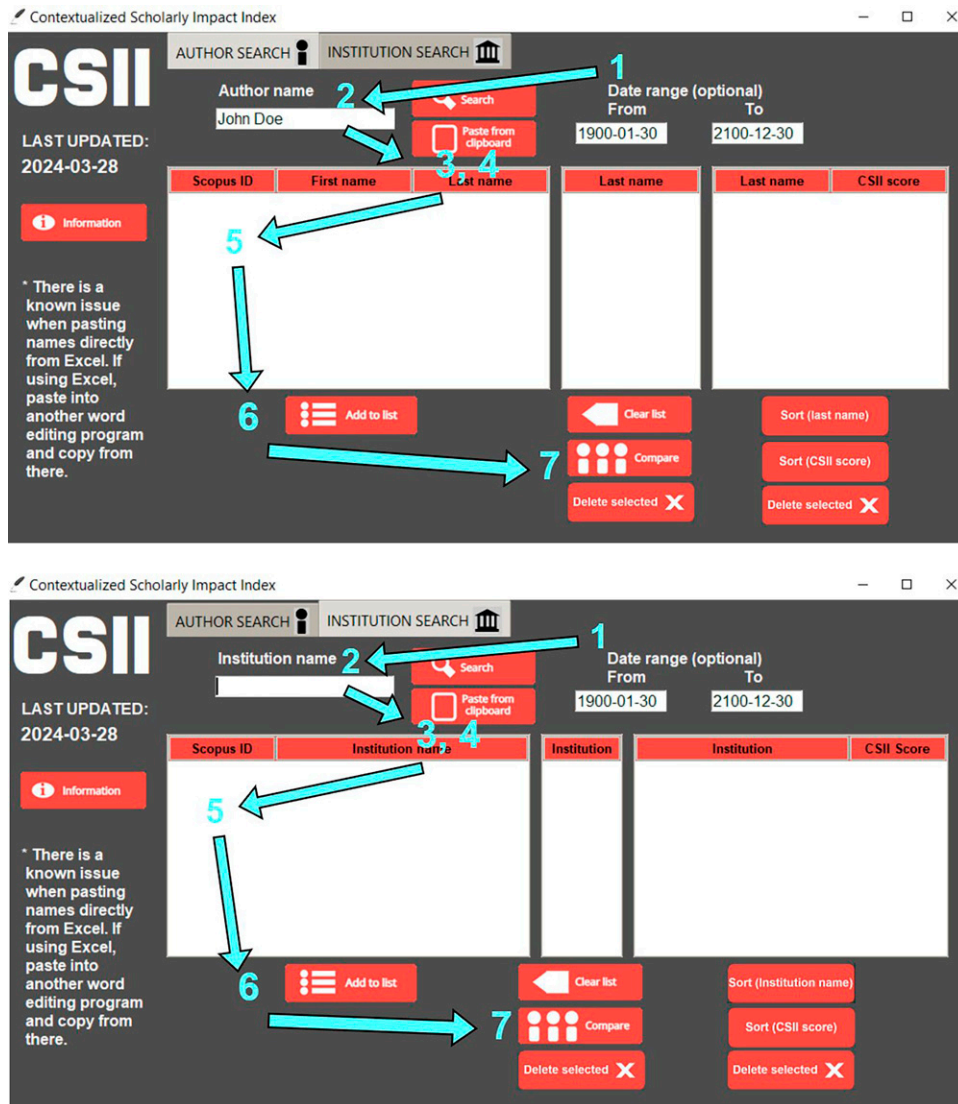 Contextualized Scholarly Impact Index
CSII
AUTHOR SEARCH
INSTITUTION SEARCH
1
Author name
2
John Doe
Search
Paste from
clipboard
3, 4
Date range (optional)
From
To
1900-01-30
2100-12-30
LAST UPDATED:
2024-03-28
Information
* There is a
known issue
when pasting
names directly
from Excel. If
using Excel,
paste into
another word
editing program
and copy from
there.
Scopus ID
First name
Last name
Last name
Last name
CSII score
5
6
Add to list
7
Clear list
Compare
Delete selected
Sort (last name)
Sort (CSII score)
Delete selected
Contextualized Scholarly Impact Index
CSII
AUTHOR SEARCH
INSTITUTION SEARCH
1
Institution name
2
Search
Paste from
clipboard
3, 4
Date range (optional)
From
To
1900-01-30
2100-12-30
LAST UPDATED:
2024-03-28
Information
* There is a
known issue
when pasting
names directly
from Excel. If
using Excel,
paste into
another word
editing program
and copy from
there.
Scopus ID
Institution name
Institution
Institution
CSII Score
5
6
Add to list
7
Clear list
Compare
Delete selected
Sort (Institution name)
Sort (CSII score)
Delete selected